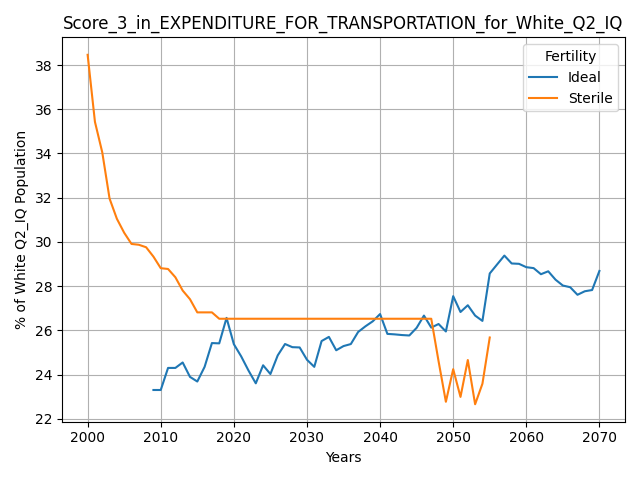 Score_3_in_EXPENDITURE_FOR_TRANSPORTATION_for_White_Q2_IQ
Fertility
Ideal
Sterile
% of White Q2_IQ Population
38
36
34
32
30
28
26
24
22
2000 2010 2020 2030 2040 2050 2060 2070
Years